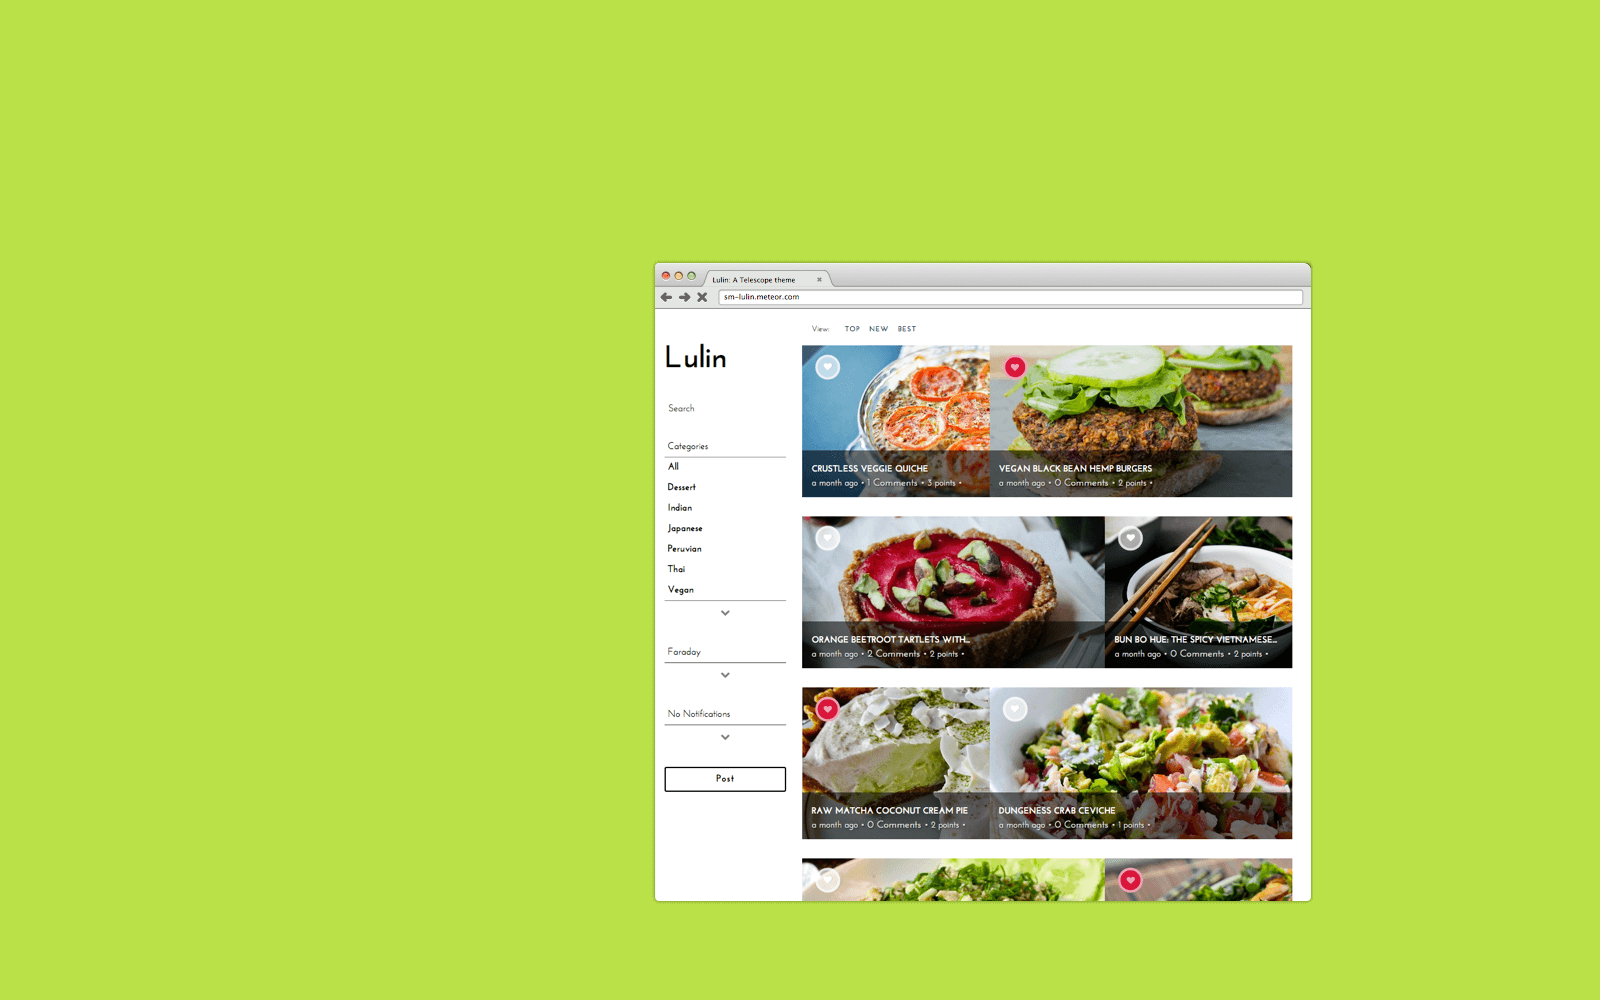 Lulin: A Telescope theme
sm-lulin.meteor.com
Lulin
Search
Categories
All
Dessert
Indian
Japanese
Peruvian
Thai
Vegan
Faraday
No Notifications
Post
View: TOP NEW BEST
CRUSTLESS VEGGIE QUICHE
a month ago • 1 Comments • 3 points •
VEGAN BLACK BEAN HEMP BURGERS
a month ago • 0 Comments • 2 points •
ORANGE BEETROOT TARTLETS WITH...
a month ago • 2 Comments • 2 points •
BUN BO HUE: THE SPICY VIETNAMESE...
a month ago • 0 Comments • 2 points •
RAW MATCHA COCONUT CREAM PIE
a month ago • 0 Comments • 2 points •
DUNGENESS CRAB CEVICHE
a month ago • 0 Comments • 1 points •